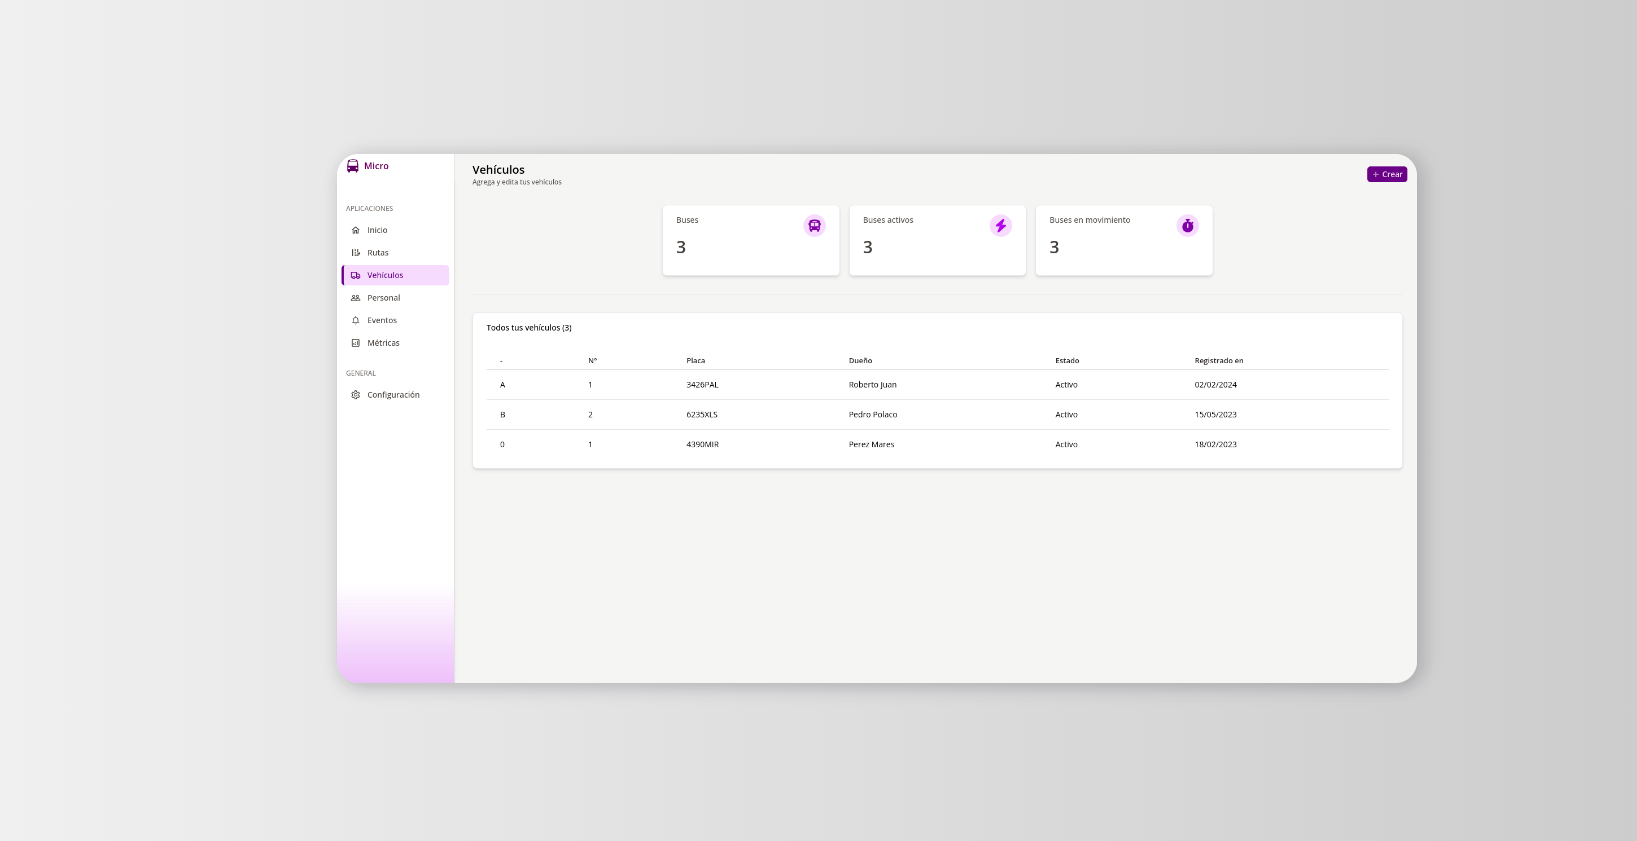 Micro
APLICACIONES
Inicio
Rutas
Vehículos
Personal
Eventos
Métricas
GENERAL
Configuración
Vehículos
Agrega y edita tus vehículos
+ Crear
Buses
3
Buses activos
3
Buses en movimiento
3
Todos tus vehículos (3)
- N° Placa Dueño Estado Registrado en
A 1 3426PAL Roberto Juan Activo 02/02/2024
B 2 6235XLS Pedro Polaco Activo 15/05/2023
0 1 4390MIR Perez Mares Activo 18/02/2023